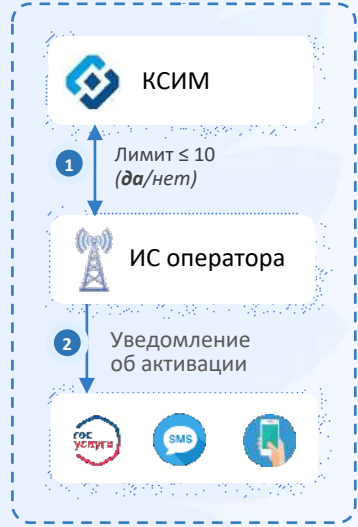 КСИМ
1
Лимит ≤ 10
(да/нет)
ИС оператора
2
Уведомление
об активации
гос
услуги
SMS